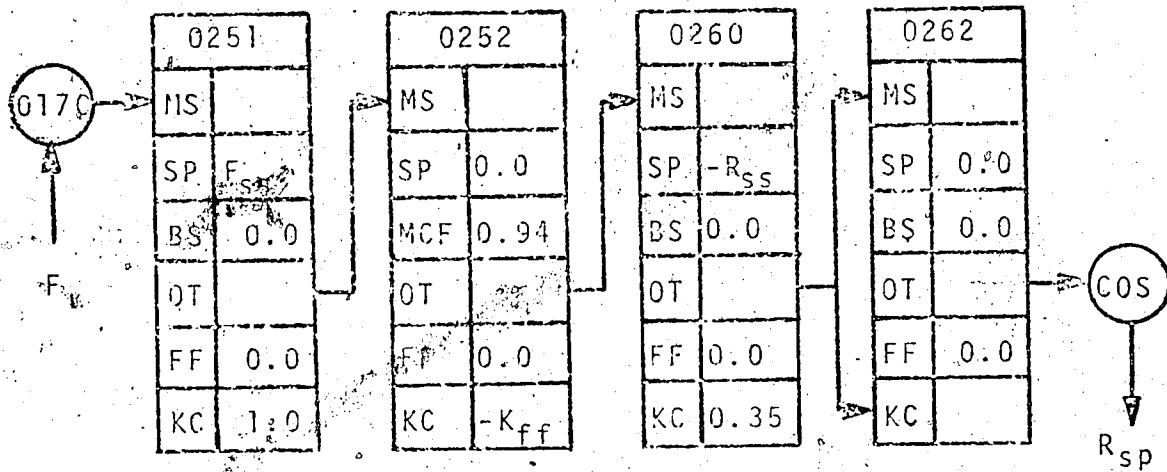 0251
0252
0260
0262
017C
MS
MS
MS
MS
SP
SP 0.0
SP -Rss
SP 0.0
BS 0.0
MCF 0.94
BS 0.0
BS 0.0
OT
OT
OT
OT
COS
F
FF 0.0
0.0
FF 0.0
FF 0.0
KC 1.0
KC -Kff
KC 0.35
KC
Rsp